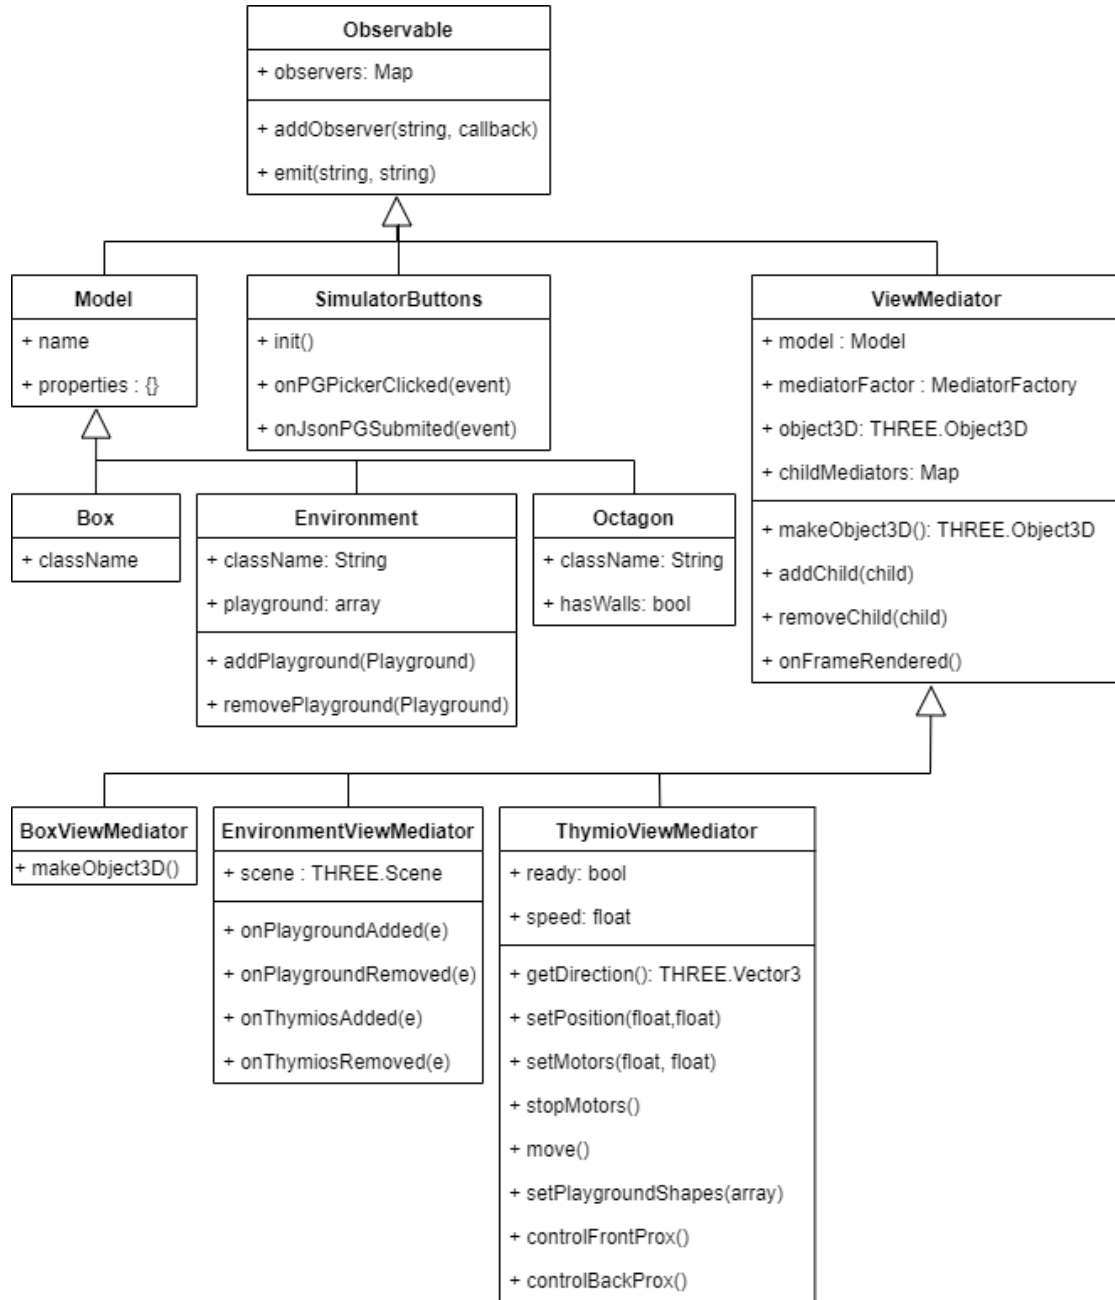 Observable
+ observers: Map
+ addObserver(string, callback)
+ emit(string, string)
Model
+ name
+ properties : {}
SimulatorButtons
+ init()
+ onPGPickerClicked(event)
+ onJsonPGSubmited(event)
ViewMediator
+ model : Model
+ mediatorFactor : MediatorFactory
+ object3D: THREE.Object3D
+ childMediators: Map
+ makeObject3D(): THREE.Object3D
+ addChild(child)
+ removeChild(child)
+ onFrameRendered()
Box
+ className
Environment
+ className: String
+ playground: array
+ addPlayground(Playground)
+ removePlayground(Playground)
Octagon
+ className: String
+ hasWalls: bool
BoxViewMediator
+ makeObject3D()
EnvironmentViewMediator
+ scene : THREE.Scene
+ onPlaygroundAdded(e)
+ onPlaygroundRemoved(e)
+ onThymiosAdded(e)
+ onThymiosRemoved(e)
ThymioViewMediator
+ ready: bool
+ speed: float
+ getDirection(): THREE.Vector3
+ setPosition(float,float)
+ setMotors(float, float)
+ stopMotors()
+ move()
+ setPlaygroundShapes(array)
+ controlFrontProx()
+ controlBackProx()